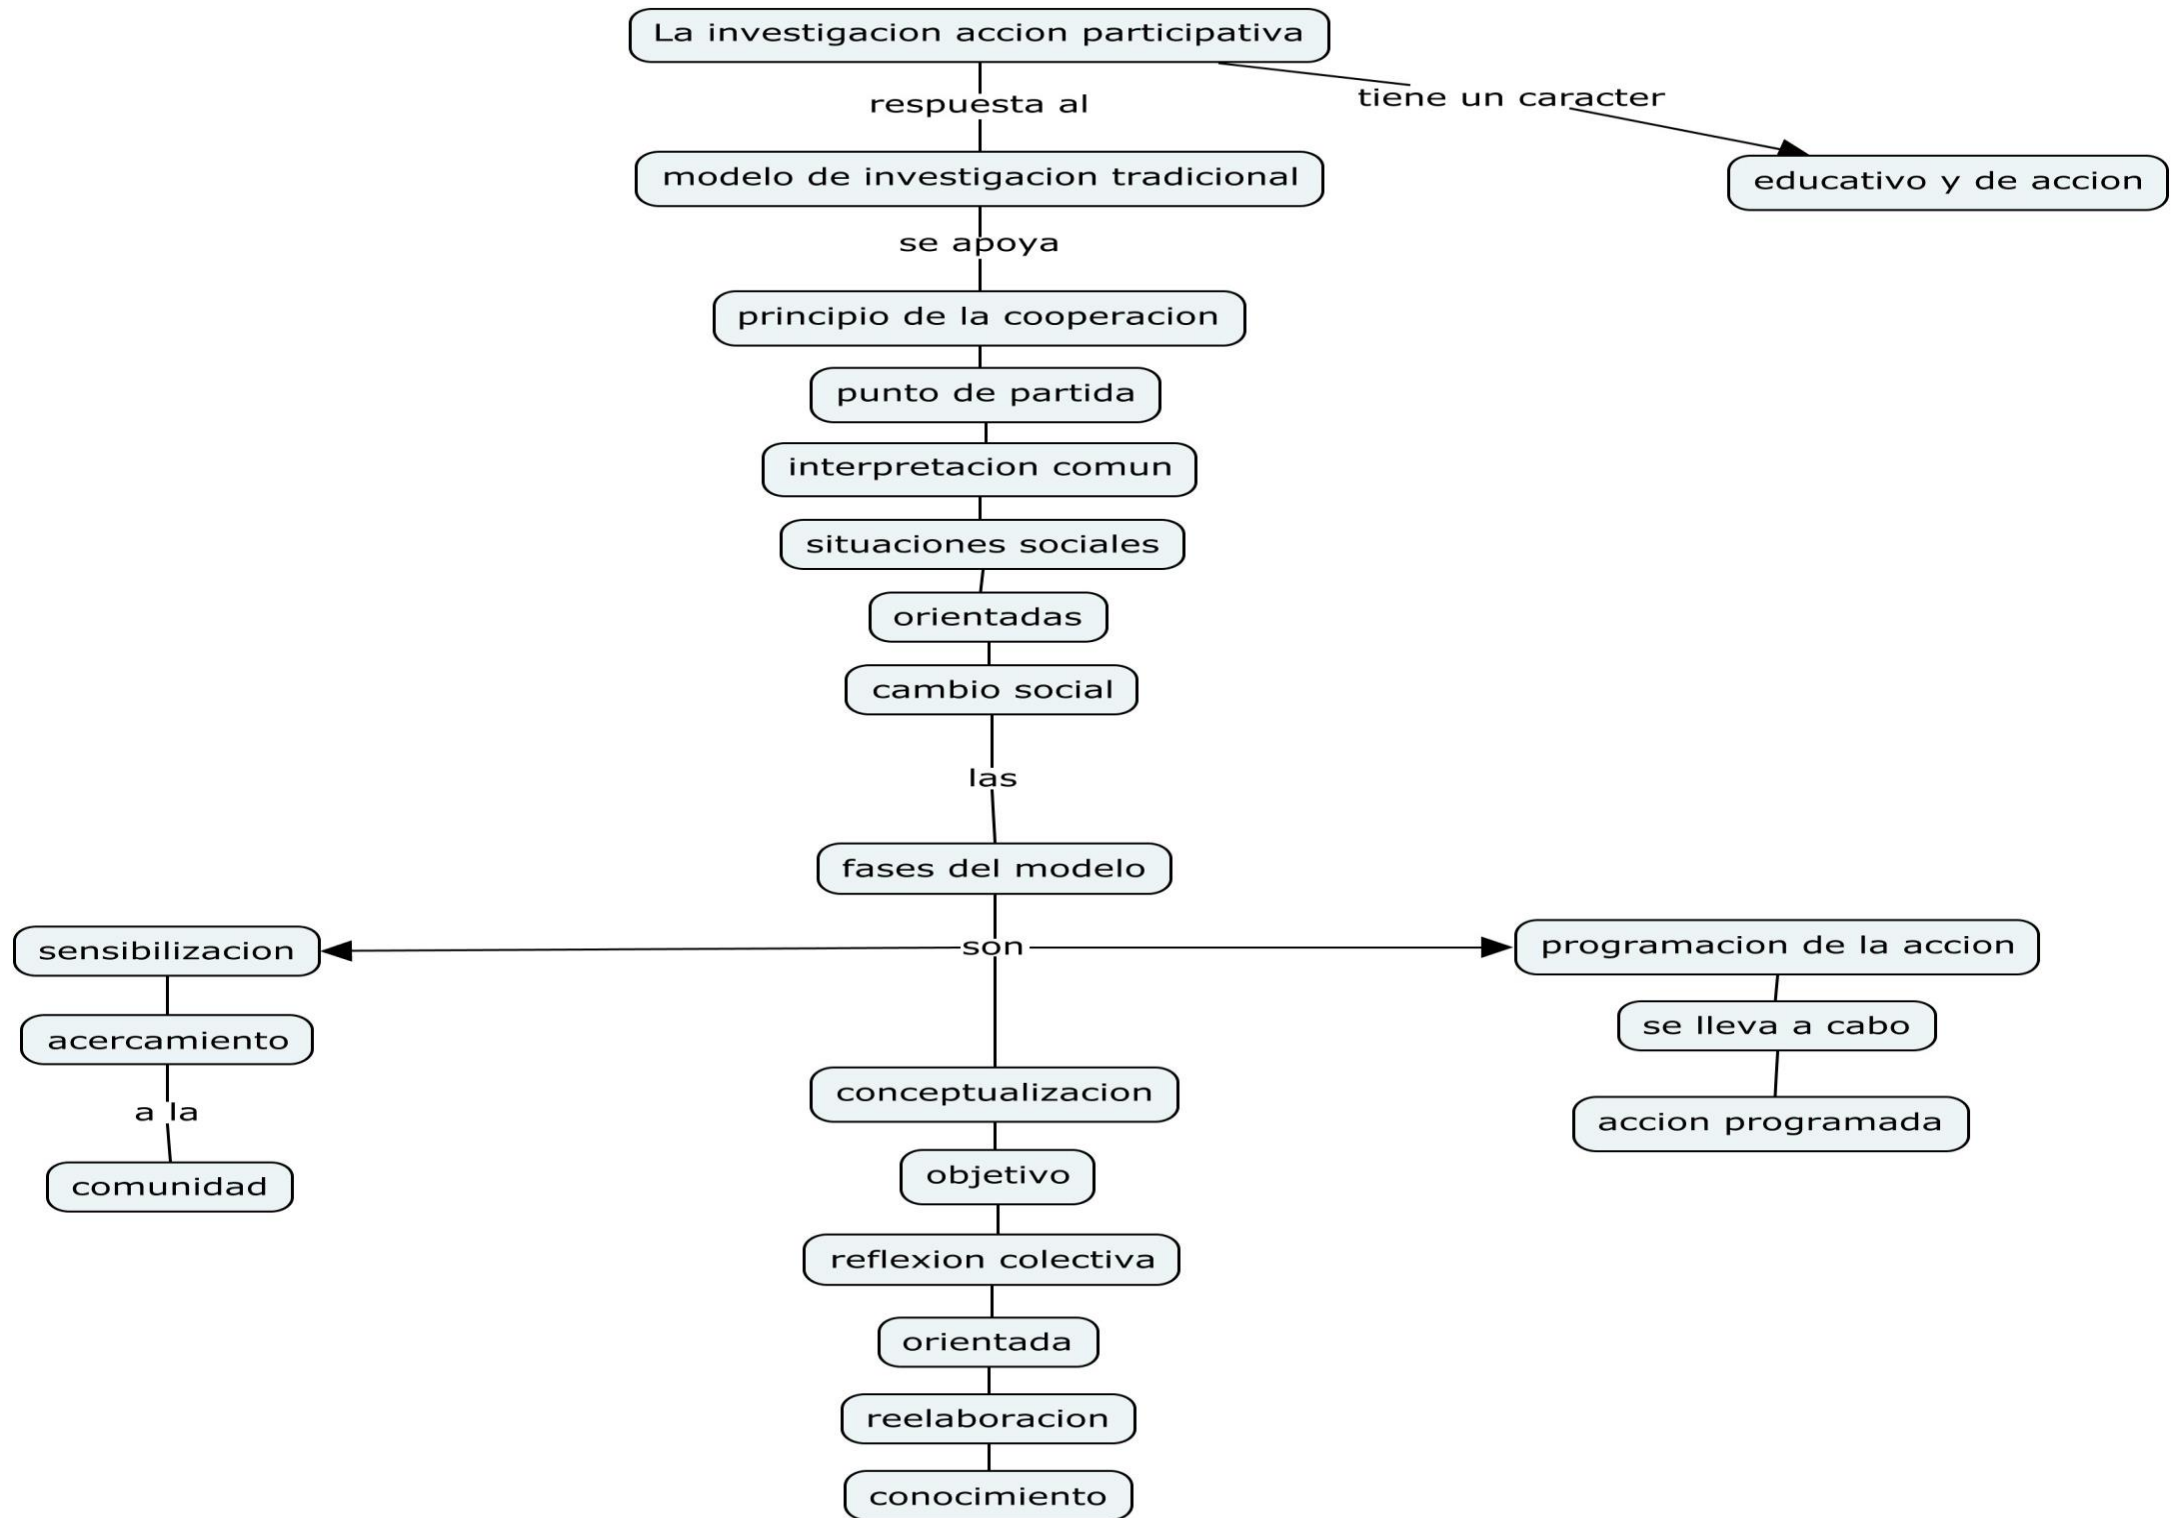 La investigacion accion participativa
respuesta al
tiene un caracter
modelo de investigacion tradicional
educativo y de accion
se apoya
principio de la cooperacion
punto de partida
interpretacion comun
situaciones sociales
orientadas
cambio social
las
fases del modelo
son
sensibilizacion
acercamiento
a la
comunidad
conceptualizacion
objetivo
reflexion colectiva
orientada
reelaboracion
conocimiento
programacion de la accion
se lleva a cabo
accion programada